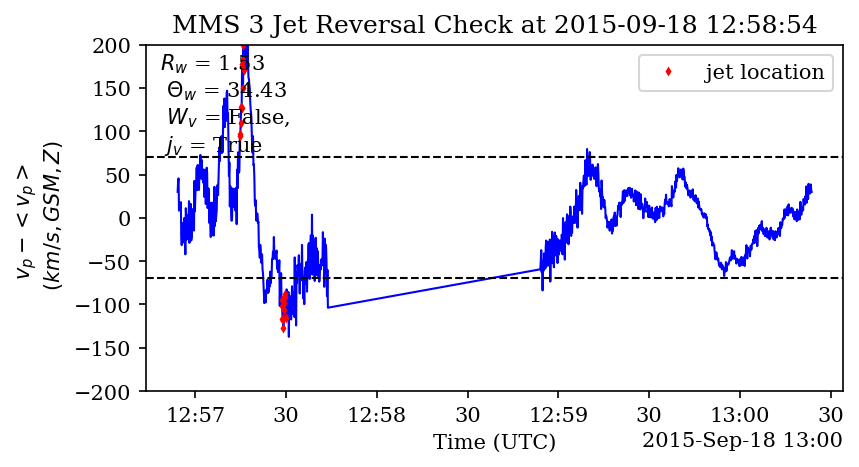 MMS 3 Jet Reversal Check at 2015-09-18 12:58:54
200
150
100
50
0
−50
−100
−150
−200
v_p − < v_p >
(km/s, GSM, Z)
R_w = 1.53
Θ_w = 34.43
W_v = False,
j_v = True
jet location
12:57 30 12:58 30 12:59 30 13:00 30
Time (UTC)
2015-Sep-18 13:00